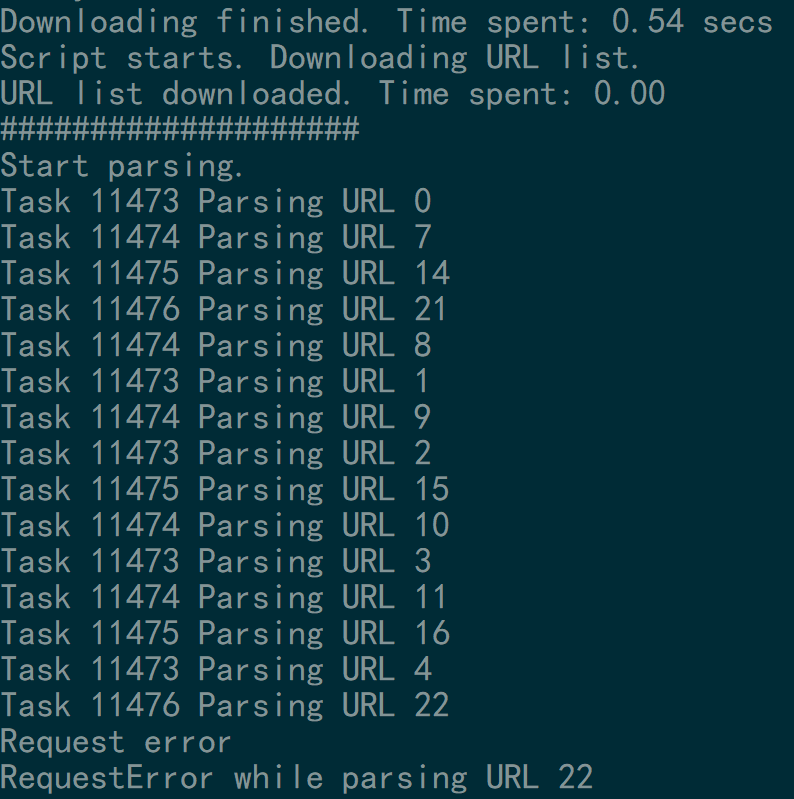 Downloading finished. Time spent: 0.54 secs
Script starts. Downloading URL list.
URL list downloaded. Time spent: 0.00
####################
Start parsing.
Task 11473 Parsing URL 0
Task 11474 Parsing URL 7
Task 11475 Parsing URL 14
Task 11476 Parsing URL 21
Task 11474 Parsing URL 8
Task 11473 Parsing URL 1
Task 11474 Parsing URL 9
Task 11473 Parsing URL 2
Task 11475 Parsing URL 15
Task 11474 Parsing URL 10
Task 11473 Parsing URL 3
Task 11474 Parsing URL 11
Task 11475 Parsing URL 16
Task 11473 Parsing URL 4
Task 11476 Parsing URL 22
Request error
RequestError while parsing URL 22